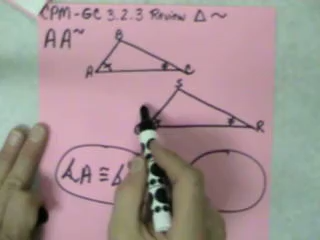 CPM-GC 3.2.3 Review △ ~
AA~
B
A
C
S
R
∡A ≅ ∡